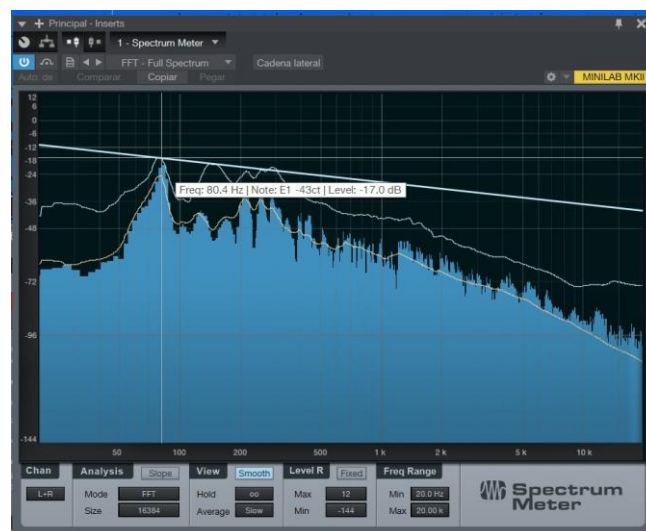 Principal - Inserts
1 - Spectrum Meter
FFT - Full Spectrum
Cadena lateral
Auto: de
Comparar
Copiar
Pegar
MINILAB MKII
12
6
0
-6
-12
-18
-24
-36
-48
-72
-96
-144
Freq: 80.4 Hz | Note: E1 -43ct | Level: -17.0 dB
50 100 200 500 1 k 2 k 5 k 10 k
Chan
L+R
Analysis Slope
Mode FFT
Size 16384
View Smooth
Hold ∞
Average Slow
Level R Fixed
Max 12
Min -144
Freq Range
Min 20.0 Hz
Max 20.00 k
Spectrum
Meter